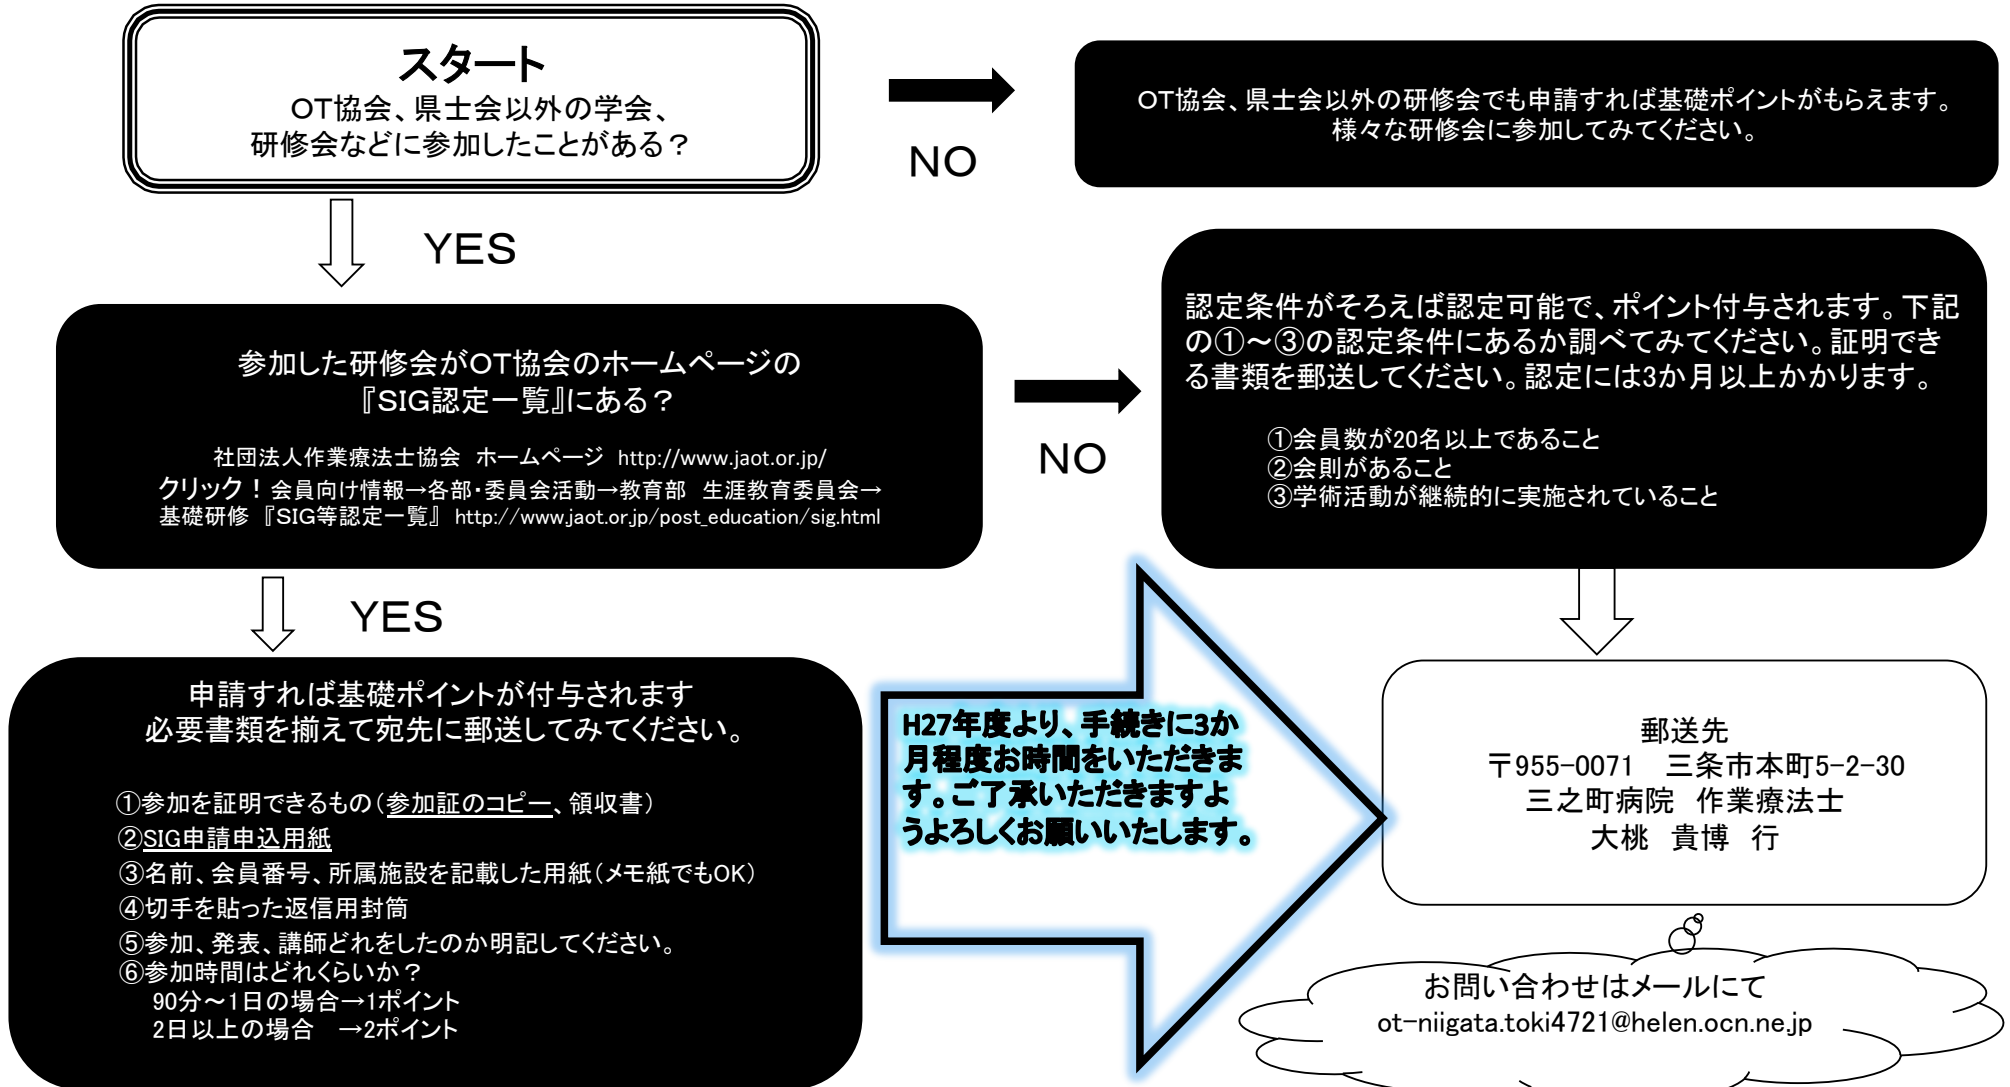 スタート
OT協会、県士会以外の学会、
研修会などに参加したことがある？
NO
OT協会、県士会以外の研修会でも申請すれば基礎ポイントがもらえます。
様々な研修会に参加してみてください。
YES
参加した研修会がOT協会のホームページの
『SIG認定一覧』にある？
社団法人作業療法士協会 ホームページ http://www.jaot.or.jp/
クリック！会員向け情報→各部・委員会活動→教育部 生涯教育委員会→
基礎研修『SIG等認定一覧』 http://www.jaot.or.jp/post_education/sig.html
NO
認定条件がそろえば認定可能で、ポイント付与されます。下記
の①～③の認定条件にあるか調べてみてください。証明でき
る書類を郵送してください。認定には3か月以上かかります。
①会員数が20名以上であること
②会則があること
③学術活動が継続的に実施されていること
YES
申請すれば基礎ポイントが付与されます
必要書類を揃えて宛先に郵送してみてください。
①参加を証明できるもの（参加証のコピー、領収書）
②SIG申請申込用紙
③名前、会員番号、所属施設を記載した用紙（メモ紙でもOK）
④切手を貼った返信用封筒
⑤参加、発表、講師どれをしたのか明記してください。
⑥参加時間はどれくらいか？
90分～1日の場合→1ポイント
2日以上の場合 →2ポイント
H27年度より、手続きに3か
月程度お時間をいただきま
す。ご了承いただきますよ
うよろしくお願いいたします。
郵送先
〒955-0071 三条市本町5-2-30
三之町病院 作業療法士
大桃 貴博 行
お問い合わせはメールにて
ot-niigata.toki4721@helen.ocn.ne.jp